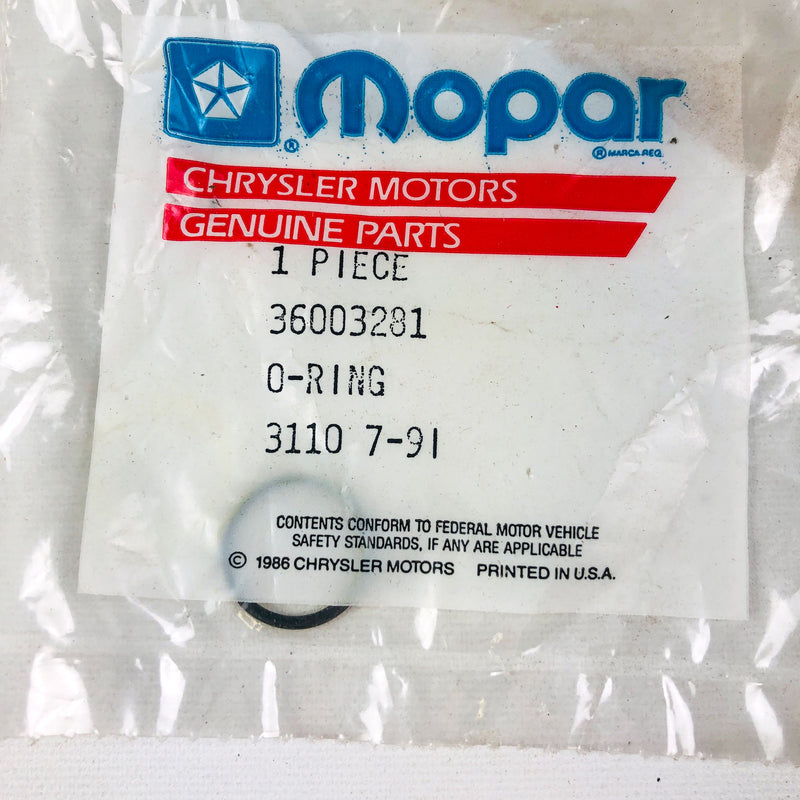 ® mopar
® MARCA REG.
CHRYSLER MOTORS
GENUINE PARTS
1 PIECE
36003281
O-RING
3110 7-91
CONTENTS CONFORM TO FEDERAL MOTOR VEHICLE
SAFETY STANDARDS, IF ANY ARE APPLICABLE
© 1986 CHRYSLER MOTORS PRINTED IN U.S.A.